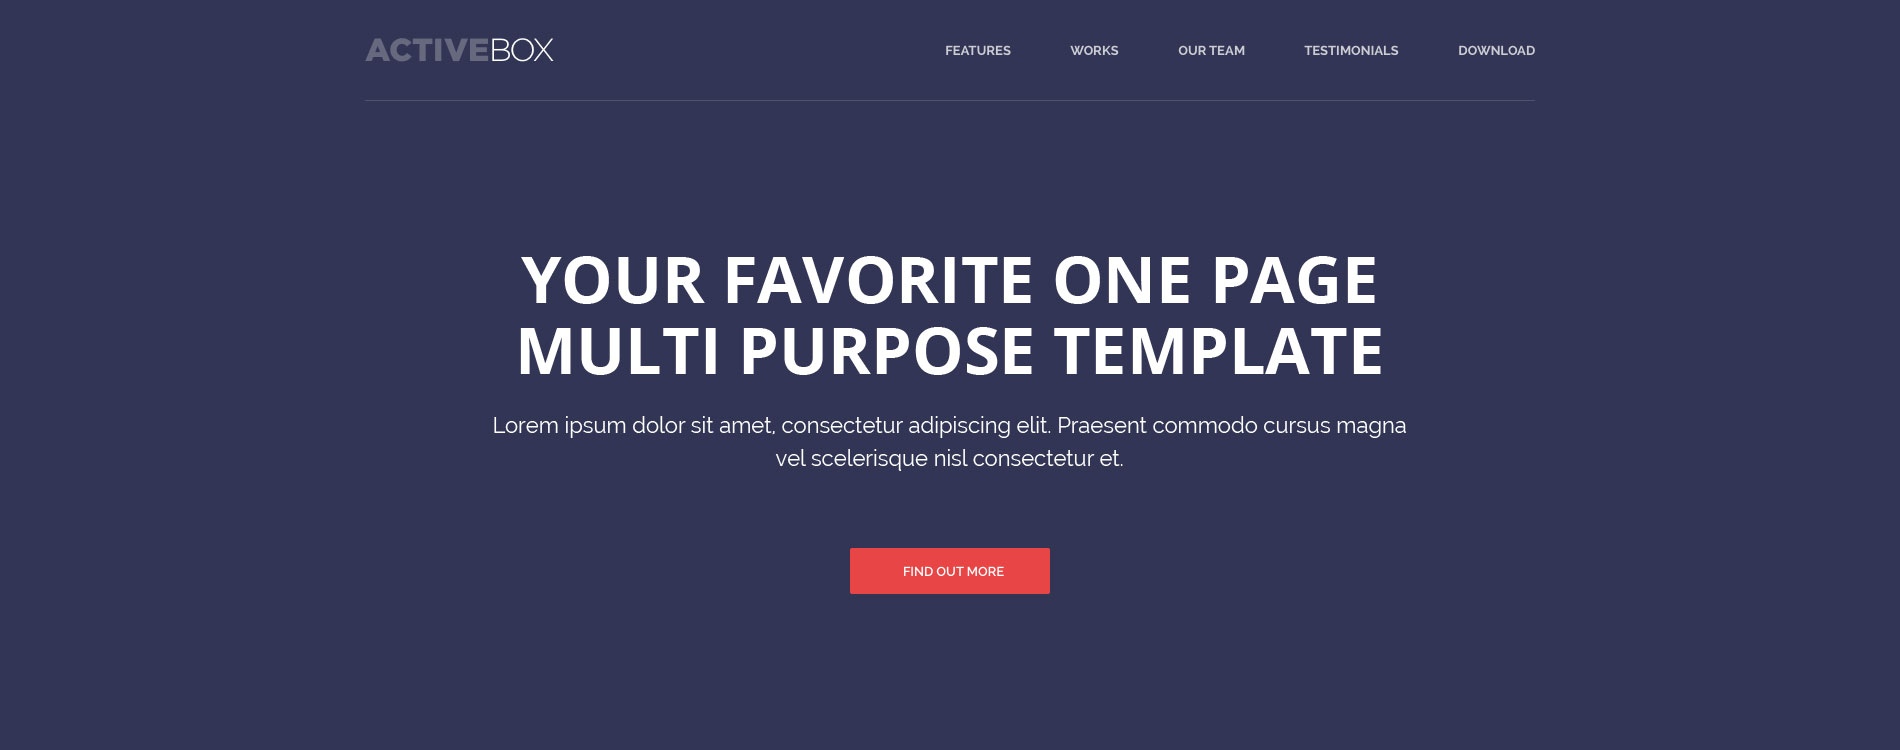 ACTIVEBOX
FEATURES WORKS OUR TEAM TESTIMONIALS DOWNLOAD
YOUR FAVORITE ONE PAGE
MULTI PURPOSE TEMPLATE
Lorem ipsum dolor sit amet, consectetur adipiscing elit. Praesent commodo cursus magna
vel scelerisque nisl consectetur et.
FIND OUT MORE